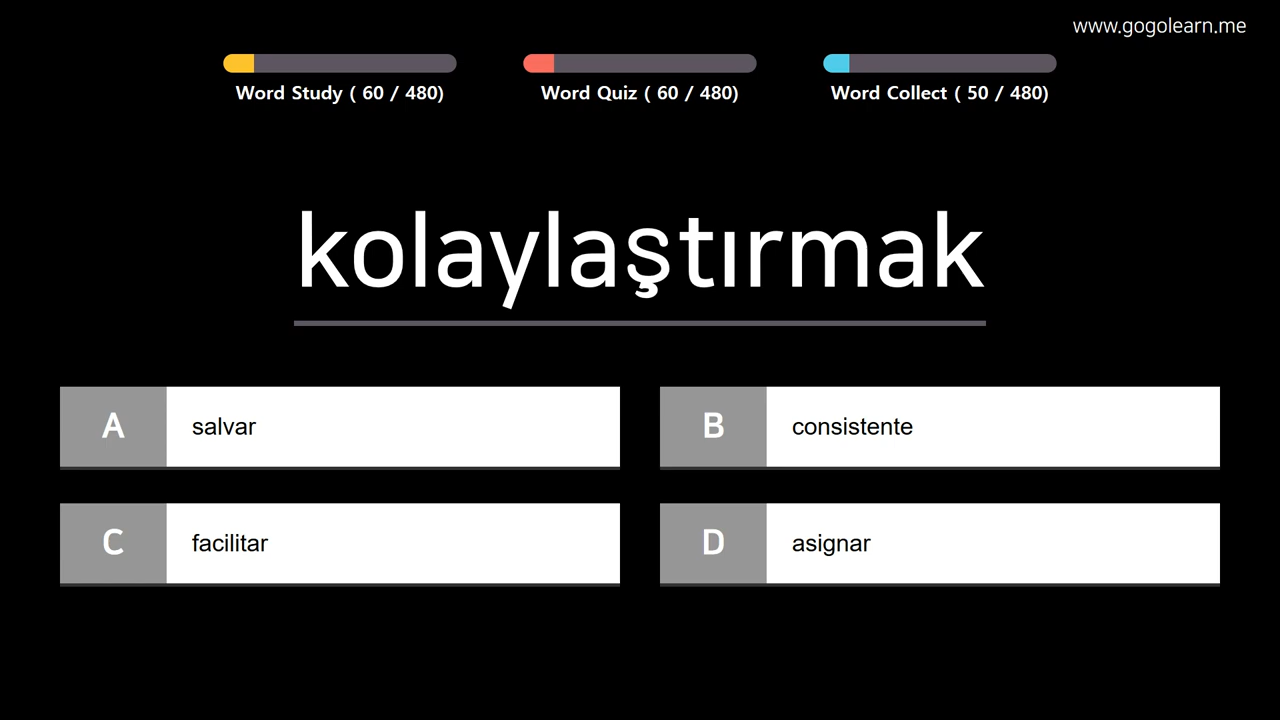 www.gogolearn.me
Word Study ( 60 / 480)
Word Quiz ( 60 / 480)
Word Collect ( 50 / 480)
kolaylaştırmak
A salvar
B consistente
C facilitar
D asignar